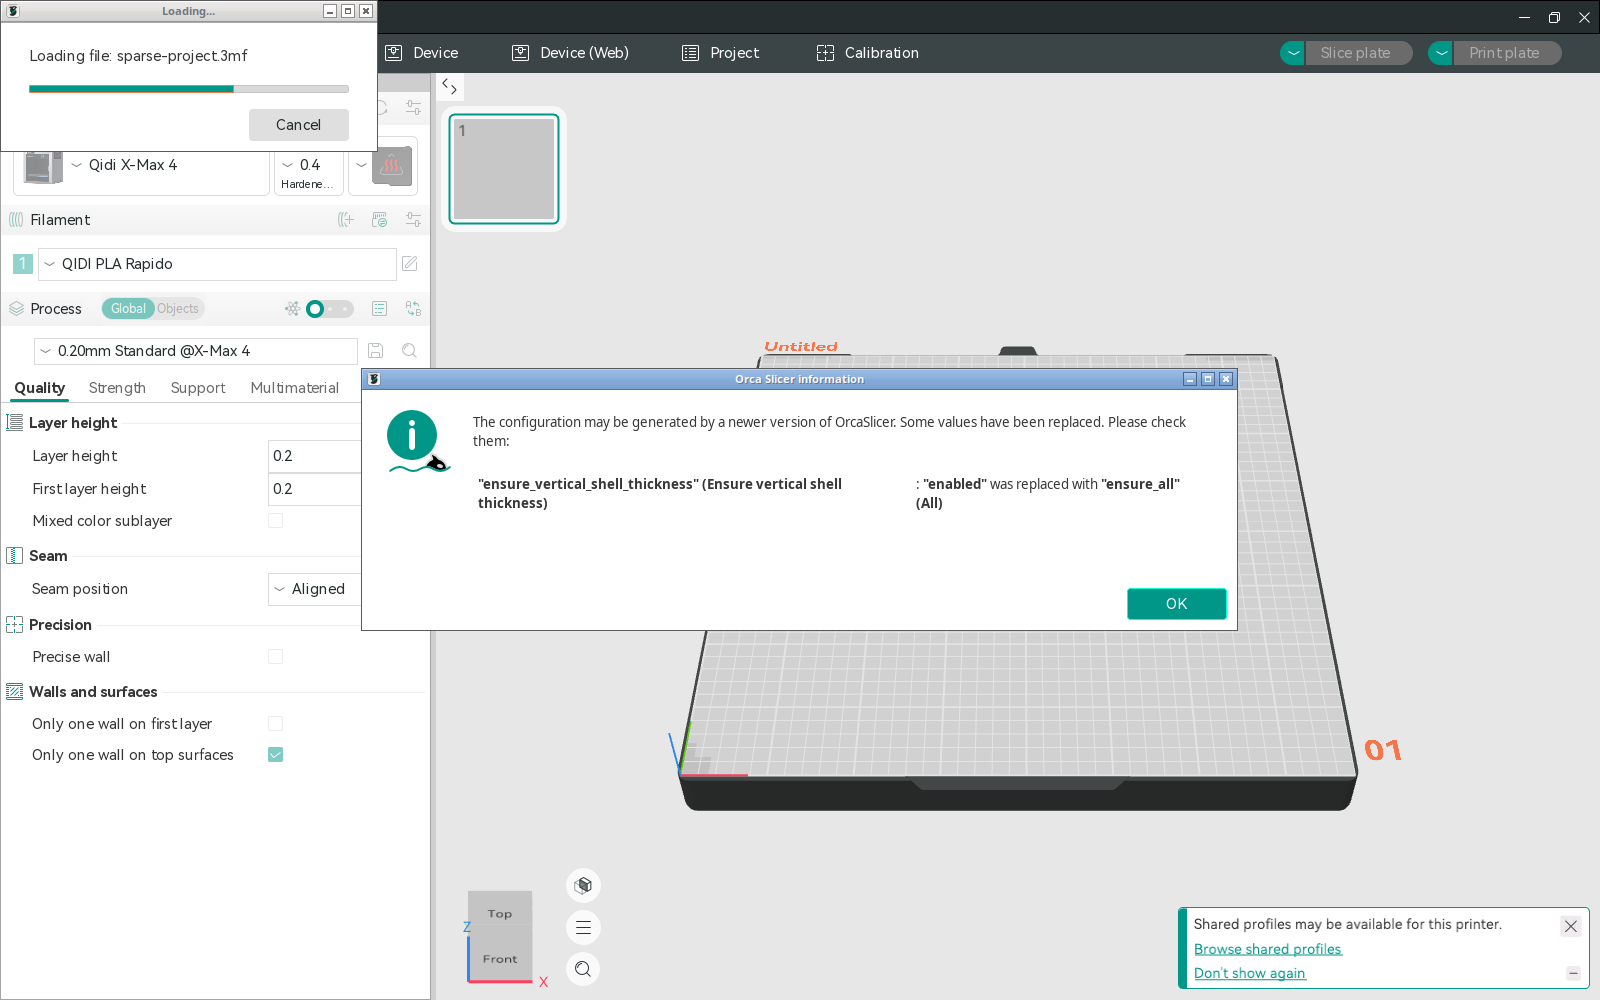 Loading...
Loading file: sparse-project.3mf
Cancel
Device
Device (Web)
Project
Calibration
Slice plate
Print plate
Qidi X-Max 4
0.4
Hardene...
Filament
1
QIDI PLA Rapido
Process
Global
Objects
0.20mm Standard @X-Max 4
Quality
Strength
Support
Multimaterial
Layer height
Layer height
0.2
First layer height
0.2
Mixed color sublayer
Seam
Seam position
Aligned
Precision
Precise wall
Walls and surfaces
Only one wall on first layer
Only one wall on top surfaces
1
Untitled
Orca Slicer information
The configuration may be generated by a newer version of OrcaSlicer. Some values have been replaced. Please check
them:
"ensure_vertical_shell_thickness" (Ensure vertical shell
thickness)
: "enabled" was replaced with "ensure_all"
(All)
OK
01
Top
Front
Z
X
Shared profiles may be available for this printer.
Browse shared profiles
Don't show again